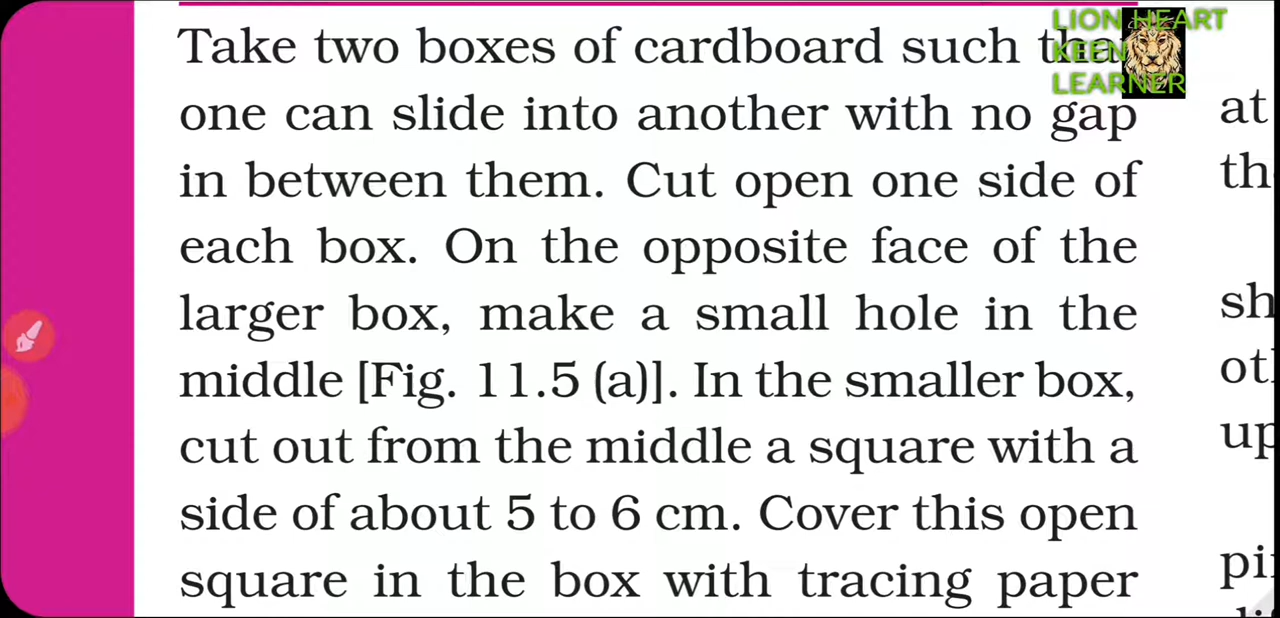 Take two boxes of cardboard such that
one can slide into another with no gap
in between them. Cut open one side of
each box. On the opposite face of the
larger box, make a small hole in the
middle [Fig. 11.5 (a)]. In the smaller box,
cut out from the middle a square with a
side of about 5 to 6 cm. Cover this open
square in the box with tracing paper
LION HEART
KEEN
LEARNER
at